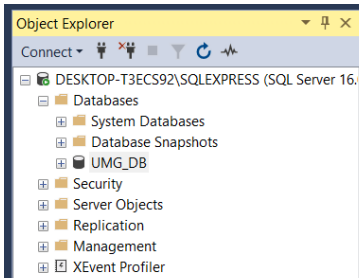 Object Explorer
Connect
DESKTOP-T3ECS92\SQLEXPRESS (SQL Server 16.
Databases
System Databases
Database Snapshots
UMG_DB
Security
Server Objects
Replication
Management
XEvent Profiler